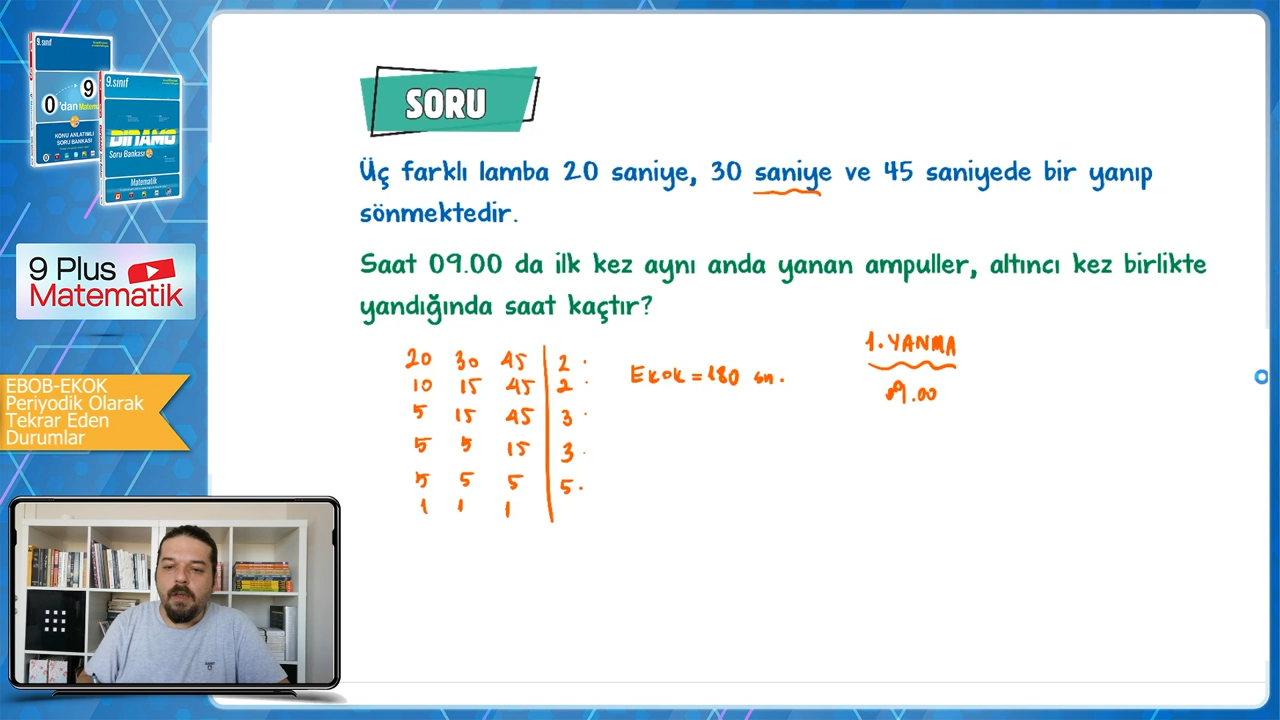 9.sınıf
0'dan 9
Matematik
KONU ANLATIMLI
SORU BANKASI
9.sınıf
DİNAMO
Soru Bankası
Matematik
9 Plus
Matematik
EBOB-EKOK
Periyodik Olarak
Tekrar Eden
Durumlar
SORU
Üç farklı lamba 20 saniye, 30 saniye ve 45 saniyede bir yanıp
sönmektedir.
Saat 09.00 da ilk kez aynı anda yanan ampuller, altıncı kez birlikte
yandığında saat kaçtır?
20 30 45 | 2 .
10 15 45 | 2 .
5 15 45 | 3 .
5 5 15 | 3 .
5 5 5 | 5 .
1 1 1
EKOK = 180 sn.
1. YANMA
09.00